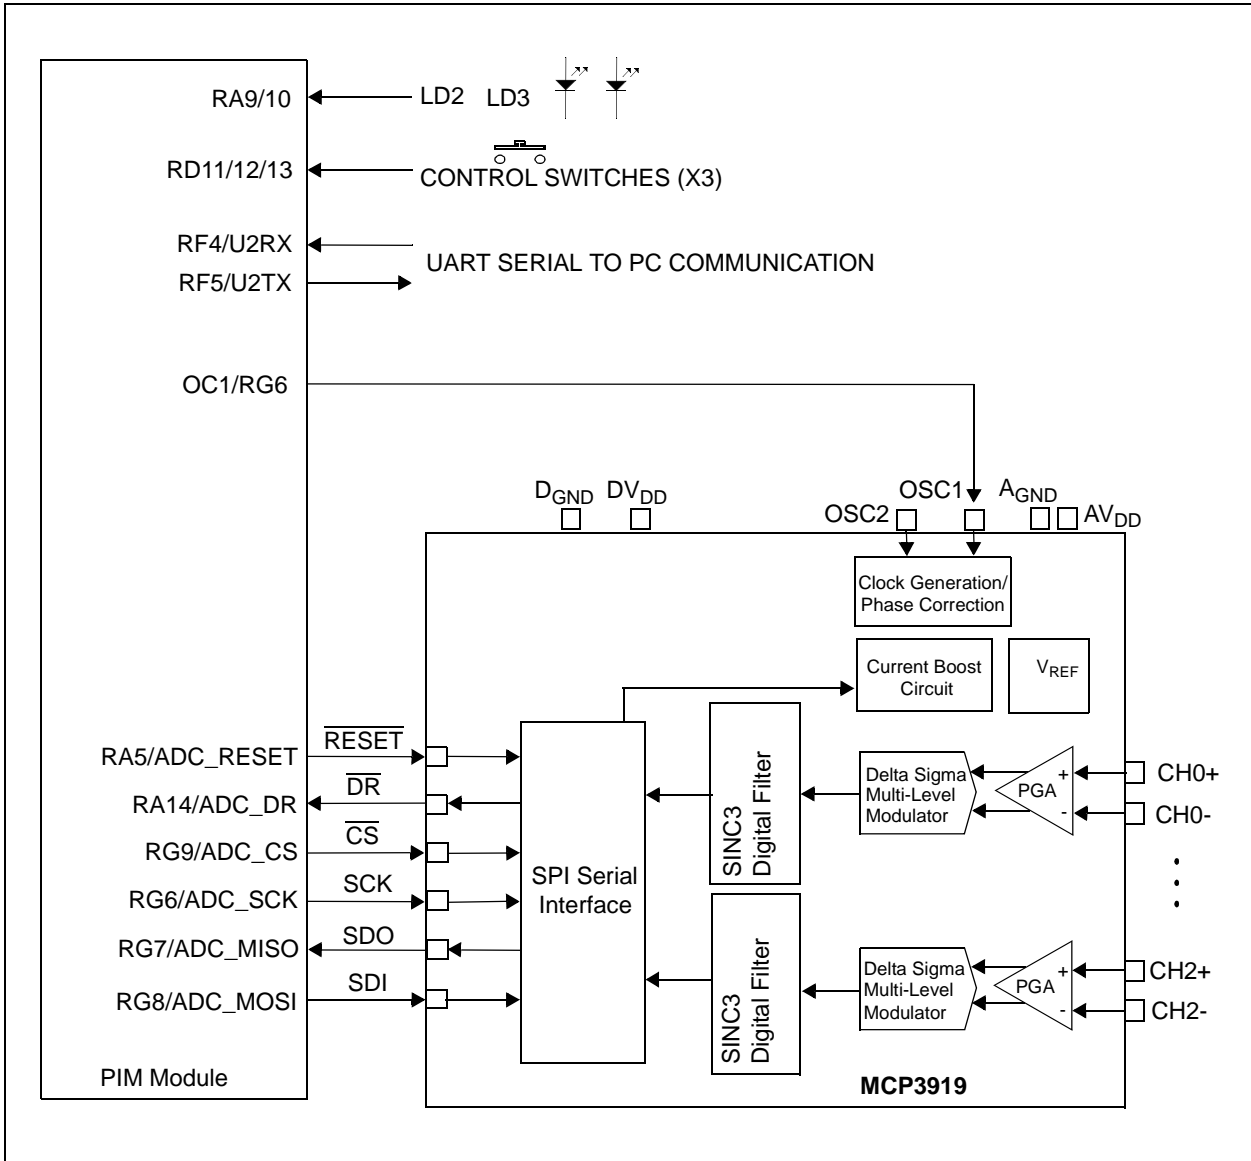 RA9/10
LD2 LD3
RD11/12/13
CONTROL SWITCHES (X3)
RF4/U2RX
UART SERIAL TO PC COMMUNICATION
RF5/U2TX
OC1/RG6
DGND
DVDD
OSC2
OSC1
AGND
AVDD
Clock Generation/
Phase Correction
Current Boost
Circuit
VREF
RA5/ADC_RESET
RESET
RA14/ADC_DR
DR
RG9/ADC_CS
CS
RG6/ADC_SCK
SCK
RG7/ADC_MISO
SDO
RG8/ADC_MOSI
SDI
SPI Serial
Interface
SINC3
Digital Filter
Delta Sigma
Multi-Level
Modulator
PGA
+
-
CH0+
CH0-
SINC3
Digital Filter
Delta Sigma
Multi-Level
Modulator
PGA
+
-
CH2+
CH2-
PIM Module
MCP3919